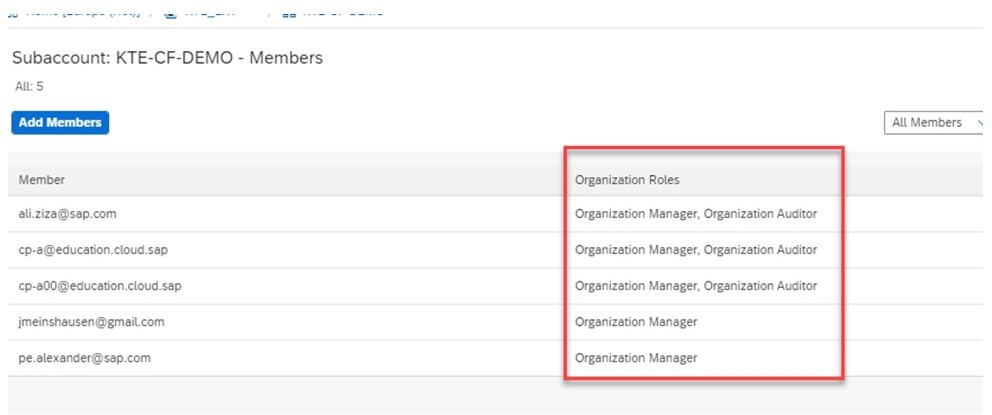 Subaccount: KTE-CF-DEMO - Members
All: 5
Add Members
All Members
Member Organization Roles
ali.ziza@sap.com Organization Manager, Organization Auditor
cp-a@education.cloud.sap Organization Manager, Organization Auditor
cp-a00@education.cloud.sap Organization Manager, Organization Auditor
jmeinshausen@gmail.com Organization Manager
pe.alexander@sap.com Organization Manager